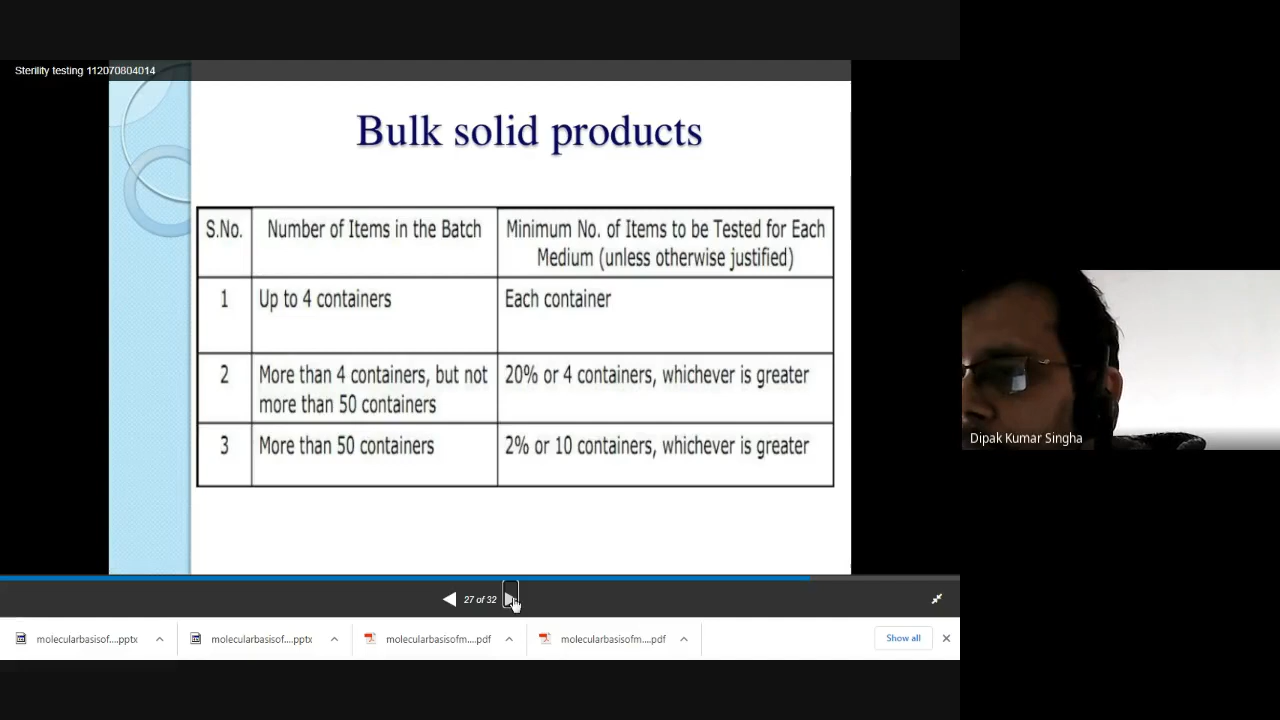 Sterility testing 112070804014
Bulk solid products
S.No.
Number of Items in the Batch
Minimum No. of Items to be Tested for Each
Medium (unless otherwise justified)
1
Up to 4 containers
Each container
2
More than 4 containers, but not
more than 50 containers
20% or 4 containers, whichever is greater
3
More than 50 containers
2% or 10 containers, whichever is greater
Dipak Kumar Singha
27 of 32
molecularbasisof....pptx
molecularbasisof....pptx
molecularbasisofm....pdf
molecularbasisofm....pdf
Show all